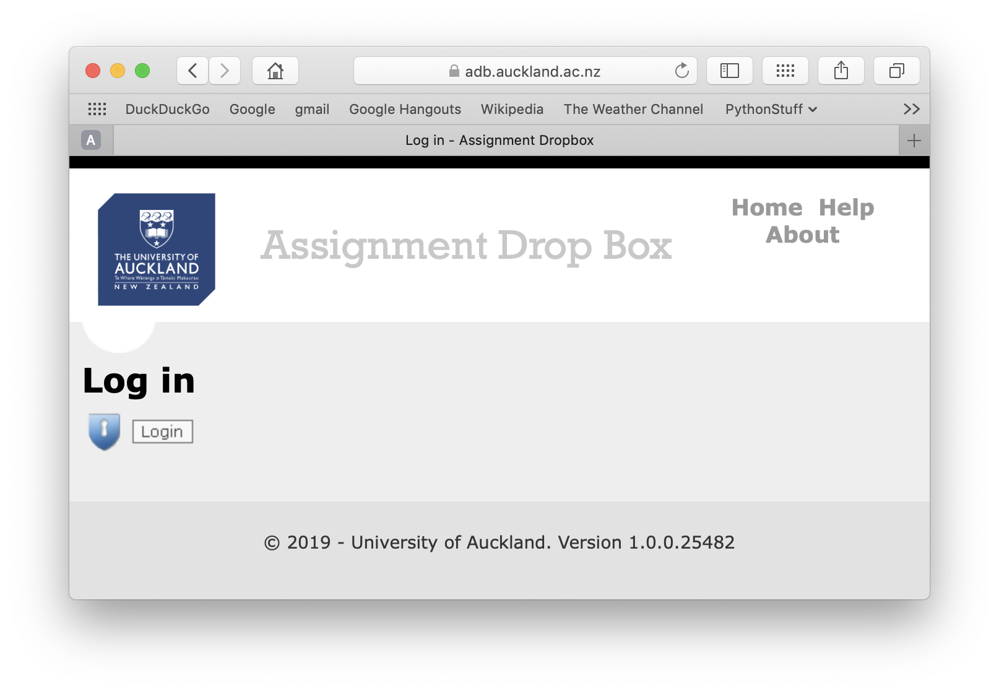 adb.auckland.ac.nz
DuckDuckGo Google gmail Google Hangouts Wikipedia The Weather Channel PythonStuff
A Log in - Assignment Dropbox
THE UNIVERSITY OF
AUCKLAND
Te Whare Wānanga o Tāmaki Makaurau
NEW ZEALAND
Assignment Drop Box
Home Help
About
Log in
Login
© 2019 - University of Auckland. Version 1.0.0.25482